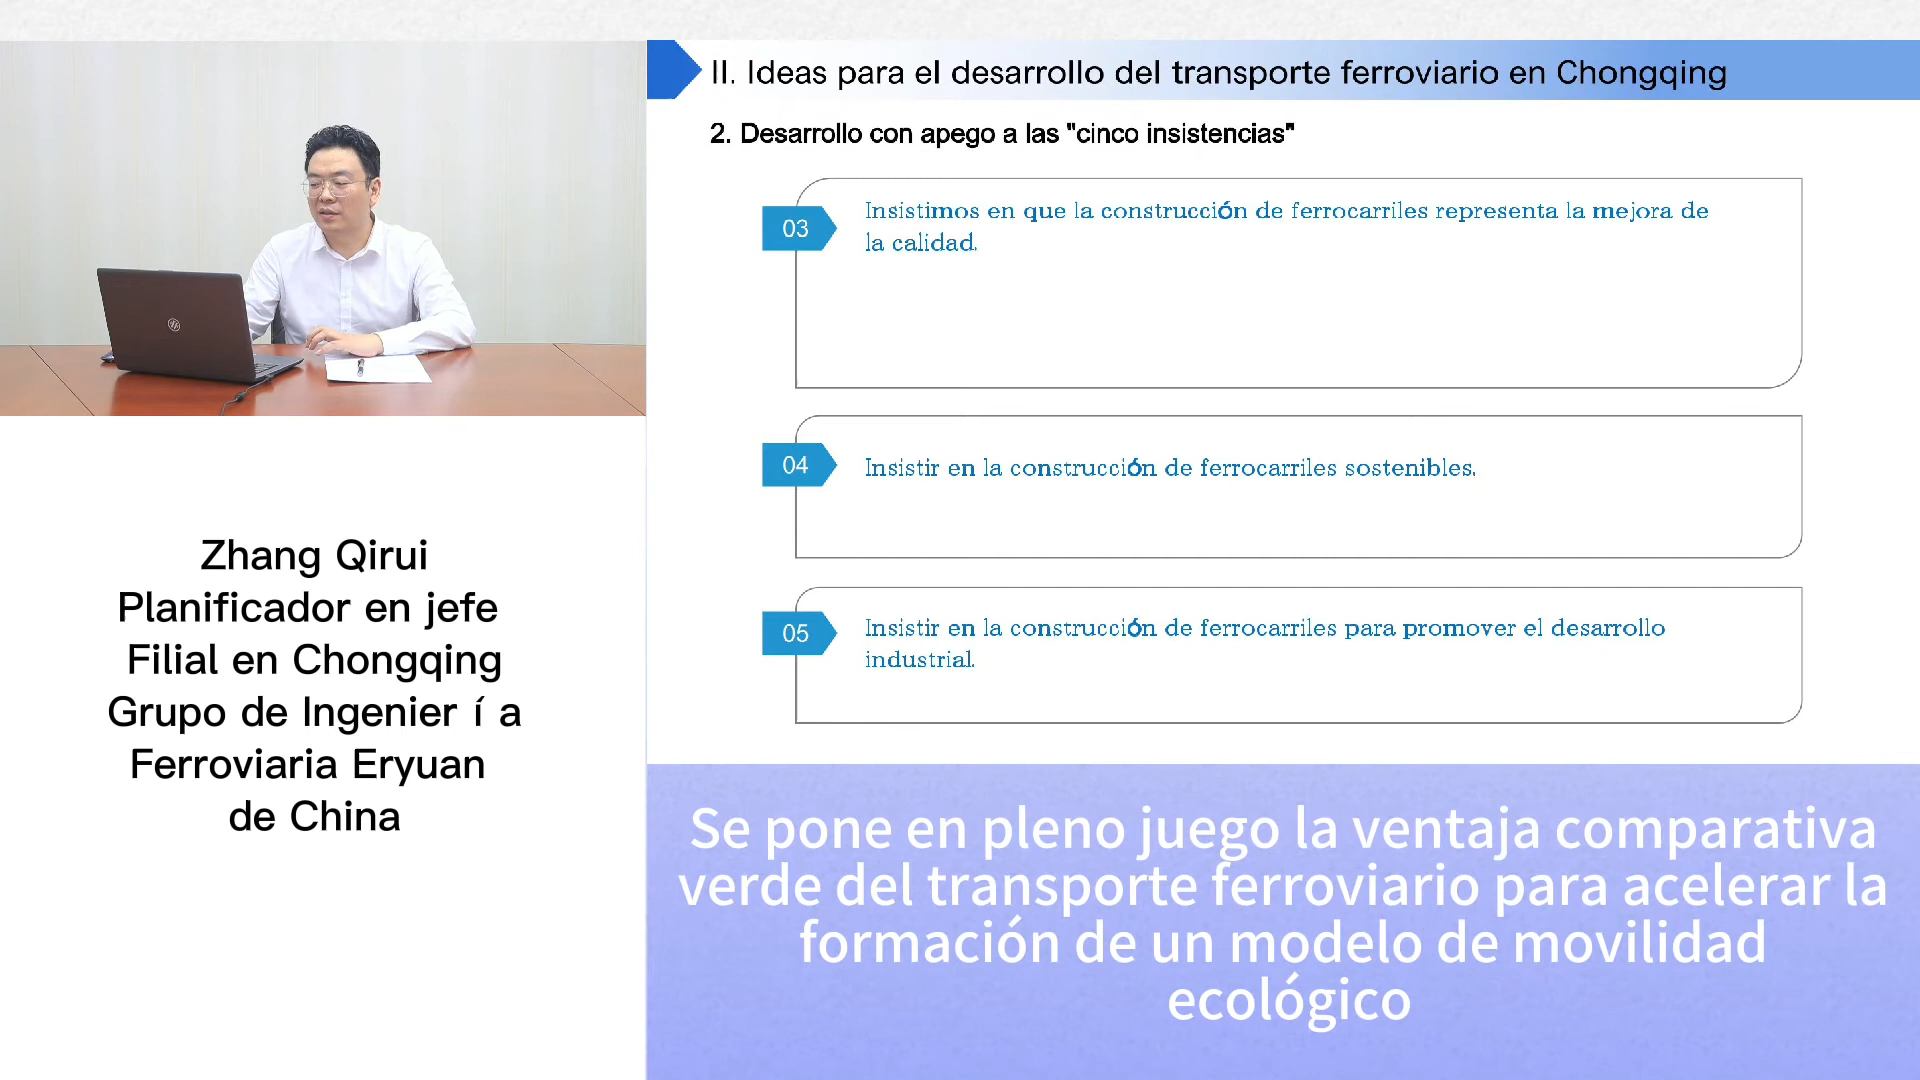 II. Ideas para el desarrollo del transporte ferroviario en Chongqing
2. Desarrollo con apego a las "cinco insistencias"
03
Insistimos en que la construcción de ferrocarriles representa la mejora de
la calidad.
04
Insistir en la construcción de ferrocarriles sostenibles.
05
Insistir en la construcción de ferrocarriles para promover el desarrollo
industrial.
Zhang Qirui
Planificador en jefe
Filial en Chongqing
Grupo de Ingenier í a
Ferroviaria Eryuan
de China
Se pone en pleno juego la ventaja comparativa
verde del transporte ferroviario para acelerar la
formación de un modelo de movilidad
ecológico